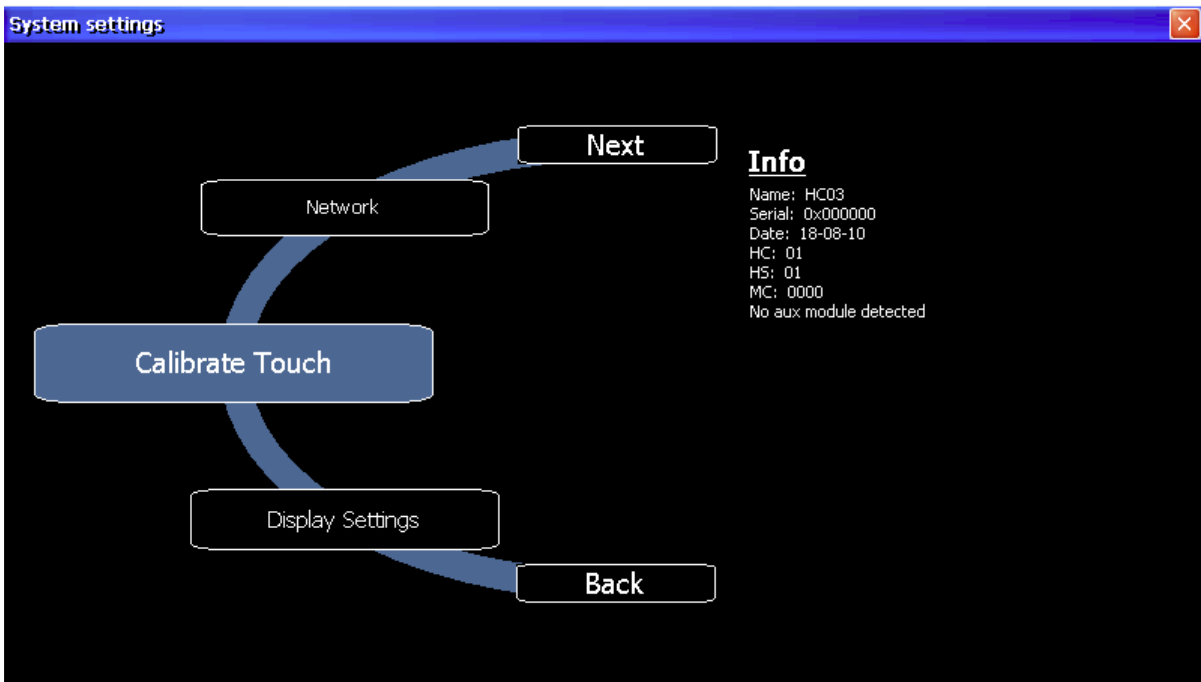 System settings
Next
Network
Calibrate Touch
Display Settings
Back
Info
Name: HC03
Serial: 0x000000
Date: 18-08-10
HC: 01
HS: 01
MC: 0000
No aux module detected